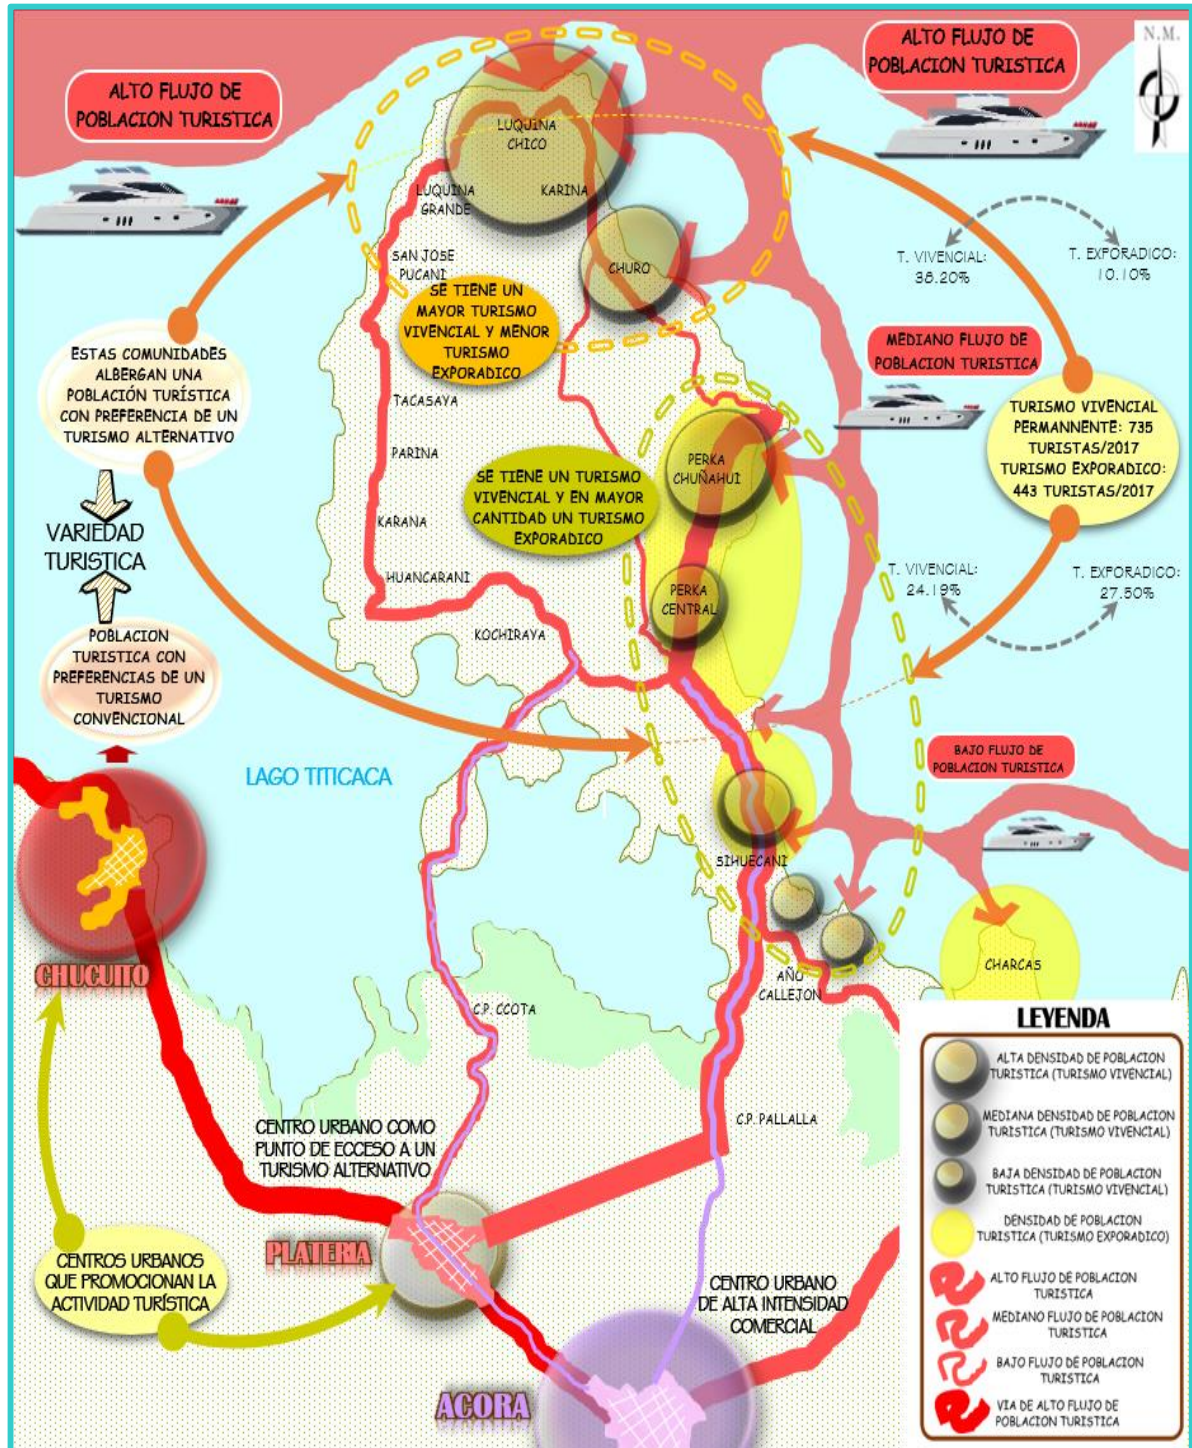 N.M.
ALTO FLUJO DE
POBLACION TURISTICA
ALTO FLUJO DE
POBLACION TURISTICA
LUQUINA
CHICO
LUQUINA
GRANDE
KARINA
SAN JOSE
PUCANI
CHURO
T. VIVENCIAL:
38.20%
T. EXPORADICO:
10.10%
SE TIENE UN
MAYOR TURISMO
VIVENCIAL Y MENOR
TURISMO
EXPORADICO
MEDIANO FLUJO DE
POBLACION TURISTICA
ESTAS COMUNIDADES
ALBERGAN UNA
POBLACIÓN TURÍSTICA
CON PREFERENCIA DE UN
TURISMO ALTERNATIVO
TACASAYA
PARINA
TURISMO VIVENCIAL
PERMANNENTE: 735
TURISTAS/2017
TURISMO EXPORADICO:
443 TURISTAS/2017
PERKA
CHUÑAHUI
SE TIENE UN TURISMO
VIVENCIAL Y EN MAYOR
CANTIDAD UN TURISMO
EXPORADICO
VARIEDAD
TURISTICA
KARANA
HUANCARANI
T. VIVENCIAL:
24.19%
T. EXPORADICO:
27.50%
PERKA
CENTRAL
KOCHIRAYA
POBLACION
TURISTICA CON
PREFERENCIAS DE UN
TURISMO
CONVENCIONAL
LAGO TITICACA
BAJO FLUJO DE
POBLACION TURISTICA
SIHUECANI
CHUCUITO
AÑO
CALLEJON
CHARCAS
C.P. CCOTA
C.P. PALLALLA
CENTRO URBANO COMO
PUNTO DE ECCESO A UN
TURISMO ALTERNATIVO
PLATERIA
CENTROS URBANOS
QUE PROMOCIONAN LA
ACTIVIDAD TURÍSTICA
CENTRO URBANO
DE ALTA INTENSIDAD
COMERCIAL
ACORA
LEYENDA
ALTA DENSIDAD DE POBLACION
TURISTICA (TURISMO VIVENCIAL)
MEDIANA DENSIDAD DE POBLACION
TURISTICA (TURISMO VIVENCIAL)
BAJA DENSIDAD DE POBLACION
TURISTICA (TURISMO VIVENCIAL)
DENSIDAD DE POBLACION
TURISTICA (TURISMO EXPORADICO)
ALTO FLUJO DE POBLACION
TURISTICA
MEDIANO FLUJO DE POBLACION
TURISTICA
BAJO FLUJO DE POBLACION
TURISTICA
VIA DE ALTO FLUJO DE
POBLACION TURISTICA